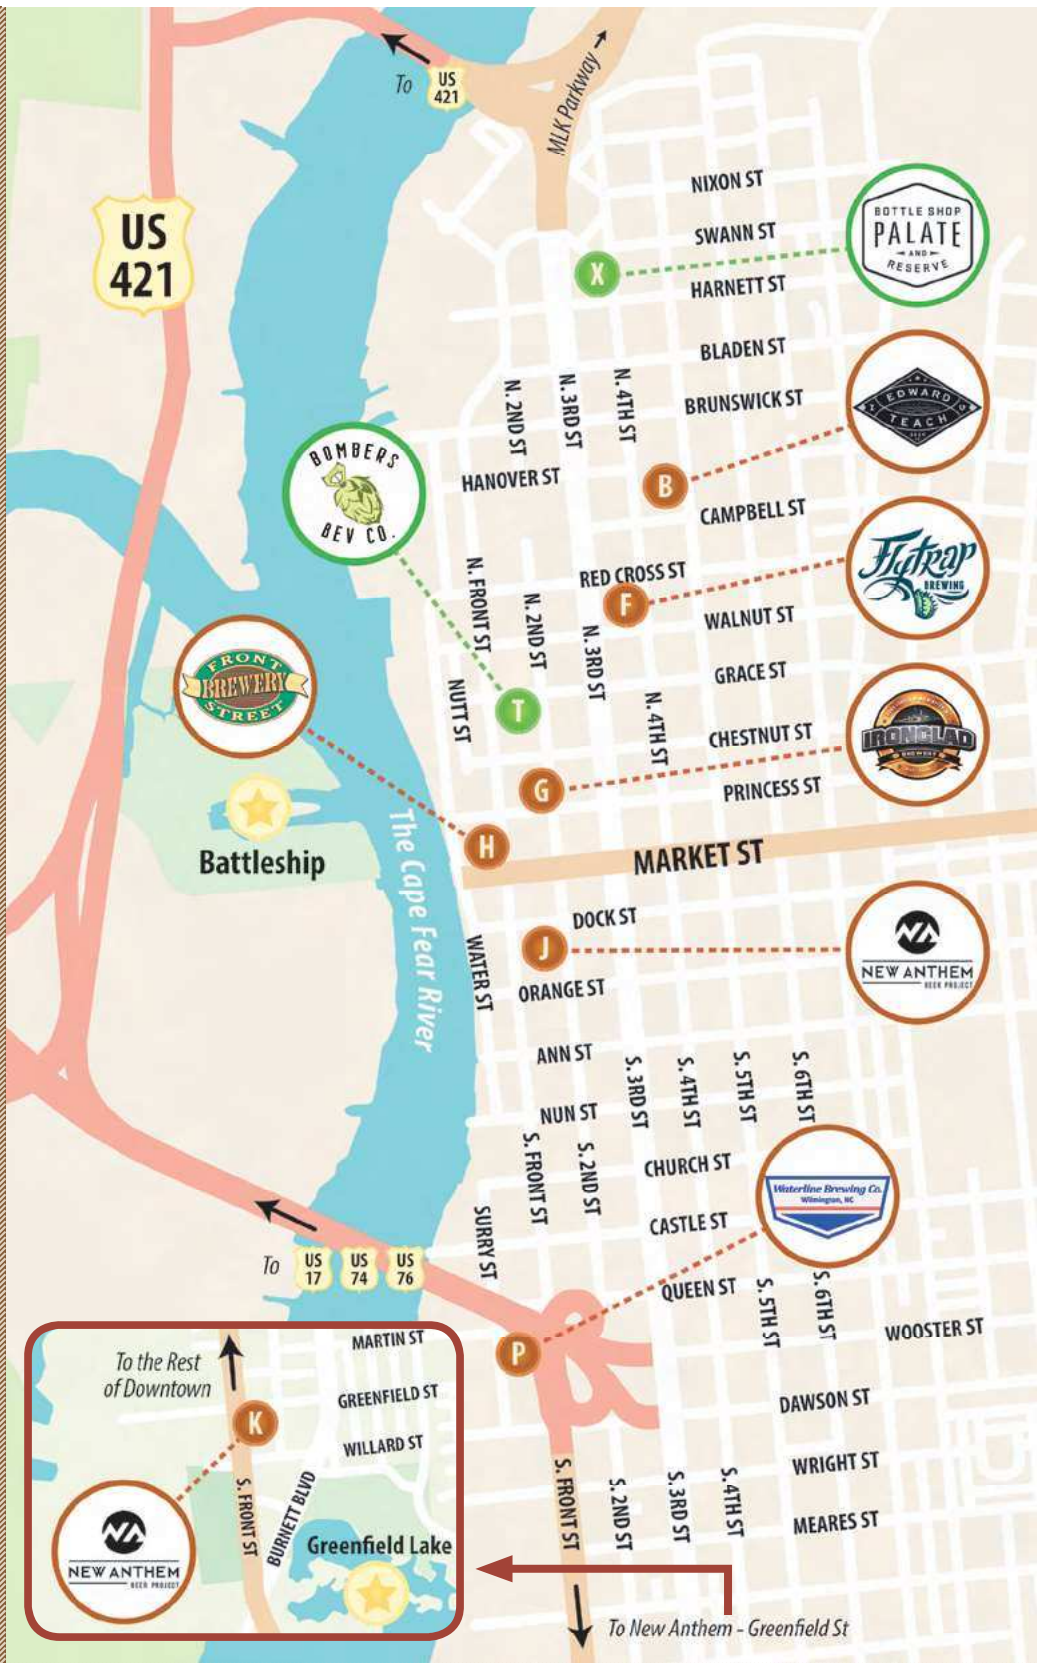 To
US
421
MLK Parkway
NIXON ST
US
421
SWANN ST
BOTTLE SHOP
PALATE
AND
RESERVE
X
HARNETT ST
BLADEN ST
N. 2ND ST
N. 3RD ST
N. 4TH ST
BRUNSWICK ST
EDWARD
TEACH
BOMBERS
BEV CO.
HANOVER ST
B
CAMPBELL ST
Flytrap
BREWING
RED CROSS ST
F
N. FRONT ST
N. 2ND ST
N. 3RD ST
WALNUT ST
FRONT
BREWERY
STREET
GRACE ST
NUTT ST
T
N. 4TH ST
CHESTNUT ST
IRONCLAD
BREWERY
G
PRINCESS ST
H
Battleship
The Cape Fear River
MARKET ST
DOCK ST
J
NEW ANTHEM
BEER PROJECT
WATER ST
ORANGE ST
ANN ST
S. 3RD ST
S. 4TH ST
S. 5TH ST
S. 6TH ST
NUN ST
S. FRONT ST
S. 2ND ST
CHURCH ST
Waterline Brewing Co.
Wilmington, NC
SURRY ST
CASTLE ST
To
US
17
US
74
US
76
QUEEN ST
S. 5TH ST
S. 6TH ST
WOOSTER ST
P
DAWSON ST
S. FRONT ST
S. 2ND ST
S. 3RD ST
S. 4TH ST
WRIGHT ST
MEARES ST
To New Anthem - Greenfield St
MARTIN ST
To the Rest
of Downtown
GREENFIELD ST
K
WILLARD ST
S. FRONT ST
BURNETT BLVD
NEW ANTHEM
BEER PROJECT
Greenfield Lake